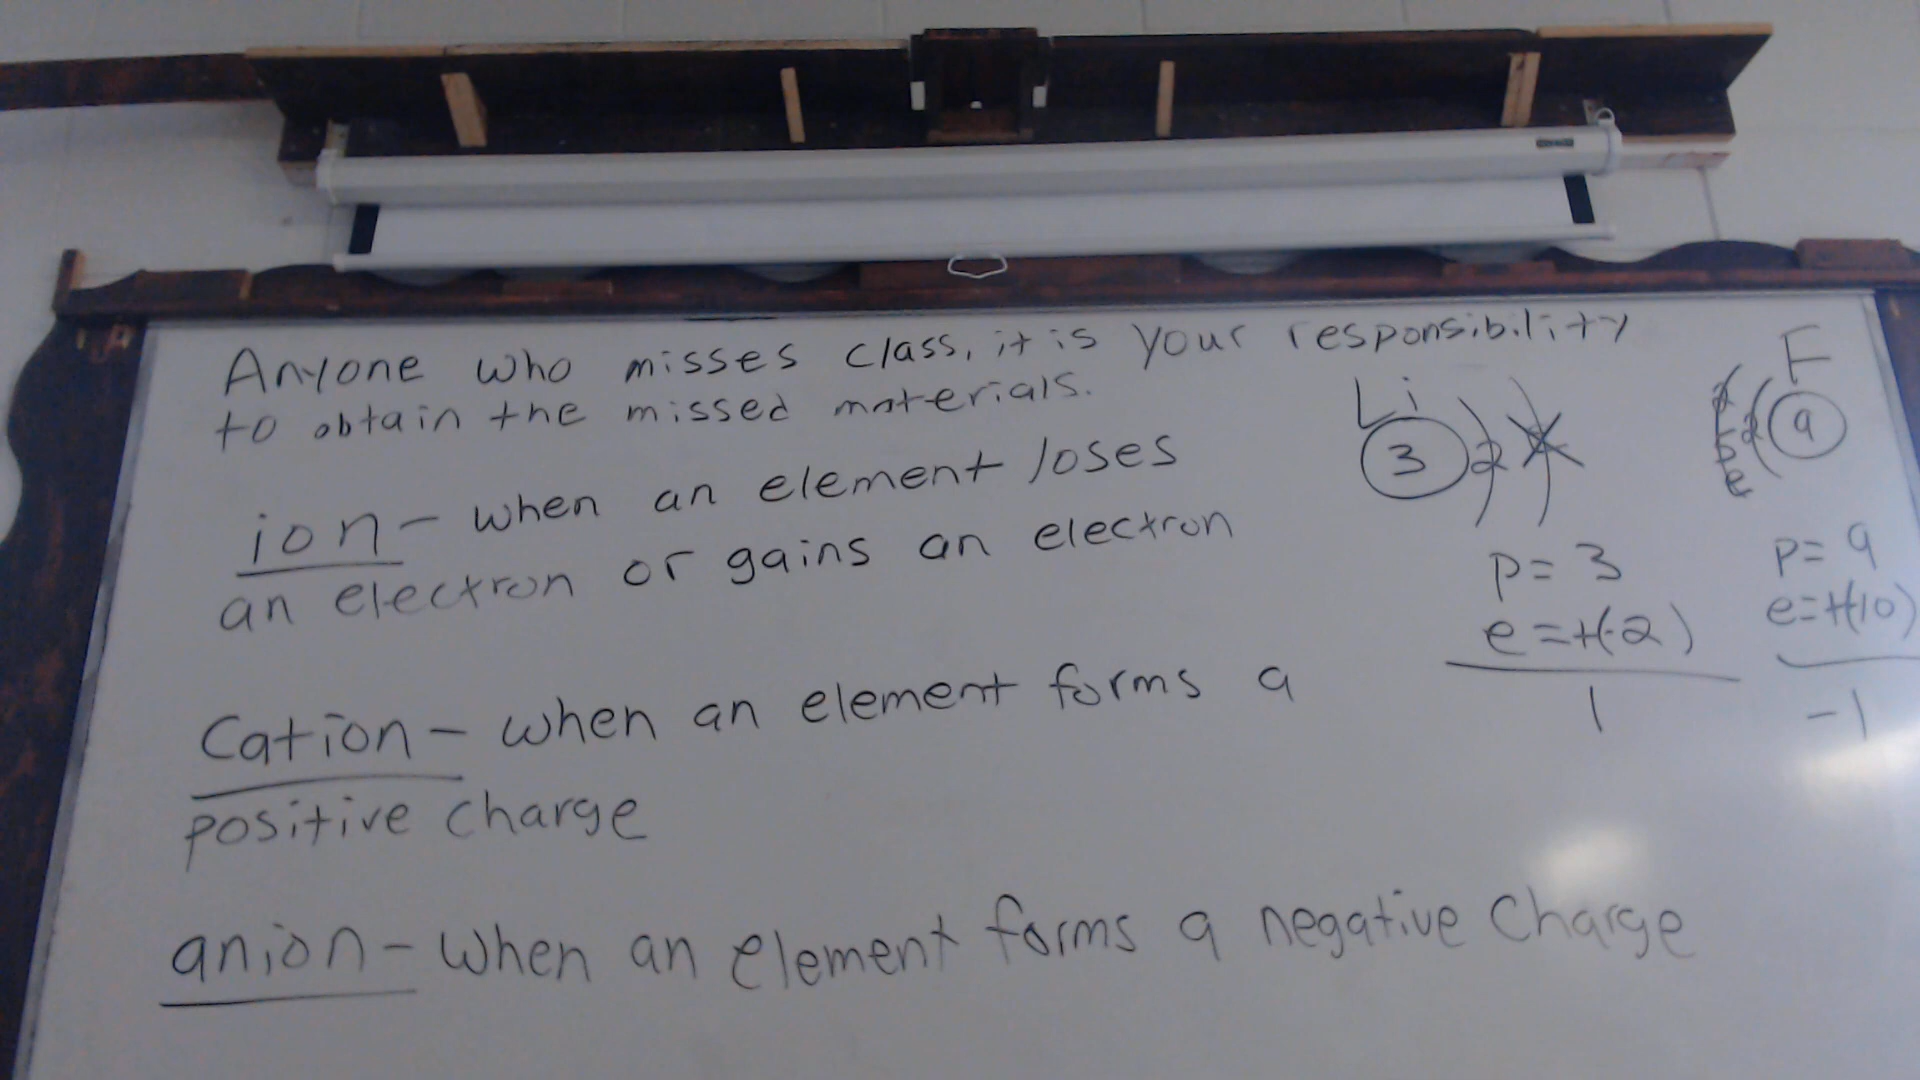 Anyone who misses class, it is your responsibility
to obtain the missed materials.
ion - when an element loses
an electron or gains an electron
Cation - when an element forms a
positive charge
anion - when an element forms a negative charge
Li
3 2
p = 3
e = +(-2)
1
F
2 9
p = 9
e = +(-10)
-1